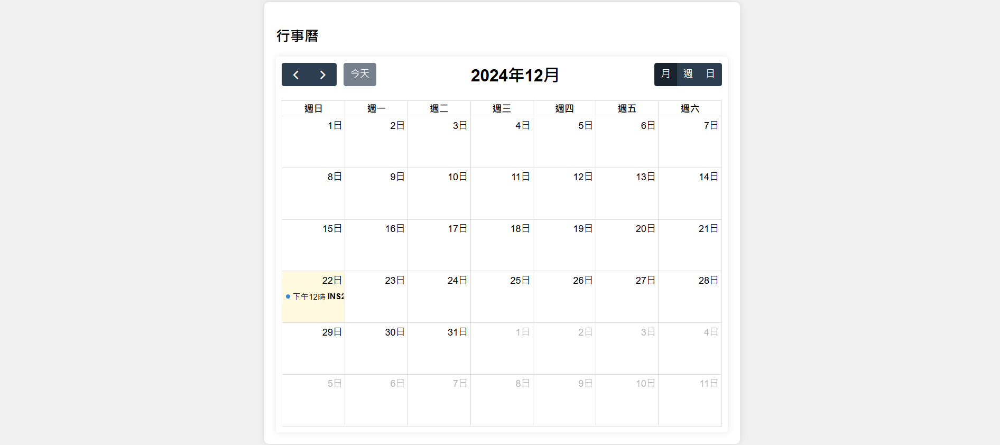 行事曆
今天 2024年12月 月 週 日
週日 週一 週二 週三 週四 週五 週六
1日 2日 3日 4日 5日 6日 7日
8日 9日 10日 11日 12日 13日 14日
15日 16日 17日 18日 19日 20日 21日
22日 23日 24日 25日 26日 27日 28日
下午12時 INS2
29日 30日 31日 1日 2日 3日 4日
5日 6日 7日 8日 9日 10日 11日